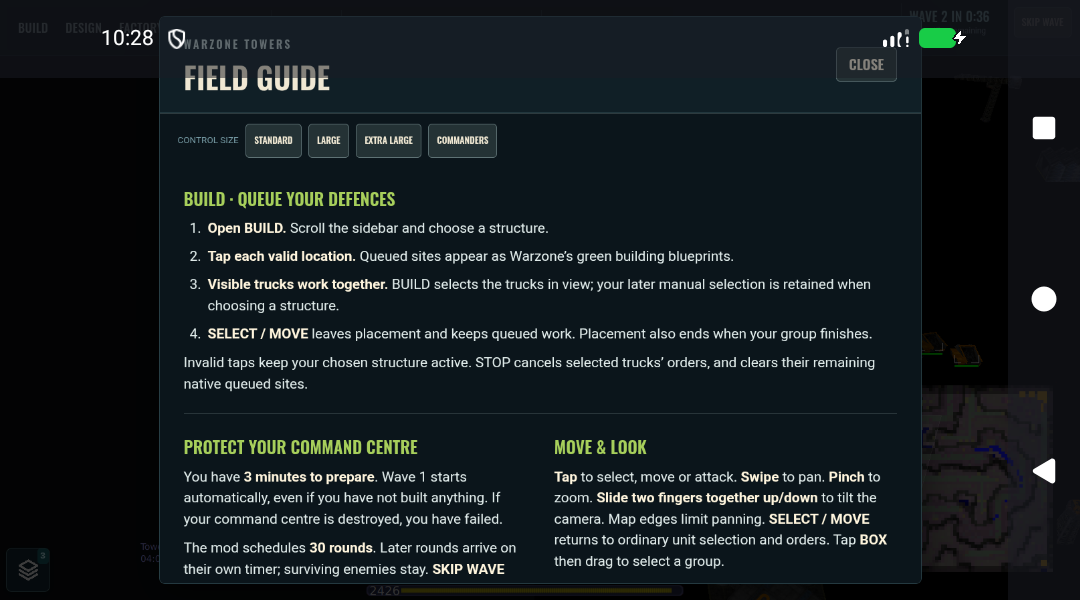 BUILD DESIGN FACTORY WAVE 2 IN 0:36 SKIP WAVE
10:28
WARZONE TOWERS
FIELD GUIDE
CLOSE
CONTROL SIZE STANDARD LARGE EXTRA LARGE COMMANDERS
BUILD · QUEUE YOUR DEFENCES
1. Open BUILD. Scroll the sidebar and choose a structure.
2. Tap each valid location. Queued sites appear as Warzone’s green building blueprints.
3. Visible trucks work together. BUILD selects the trucks in view; your later manual selection is retained when
choosing a structure.
4. SELECT / MOVE leaves placement and keeps queued work. Placement also ends when your group finishes.
Invalid taps keep your chosen structure active. STOP cancels selected trucks’ orders, and clears their remaining
native queued sites.
PROTECT YOUR COMMAND CENTRE
You have 3 minutes to prepare. Wave 1 starts
automatically, even if you have not built anything. If
your command centre is destroyed, you have failed.
The mod schedules 30 rounds. Later rounds arrive on
their own timer; surviving enemies stay. SKIP WAVE
MOVE & LOOK
Tap to select, move or attack. Swipe to pan. Pinch to
zoom. Slide two fingers together up/down to tilt the
camera. Map edges limit panning. SELECT / MOVE
returns to ordinary unit selection and orders. Tap BOX
then drag to select a group.
3
2426